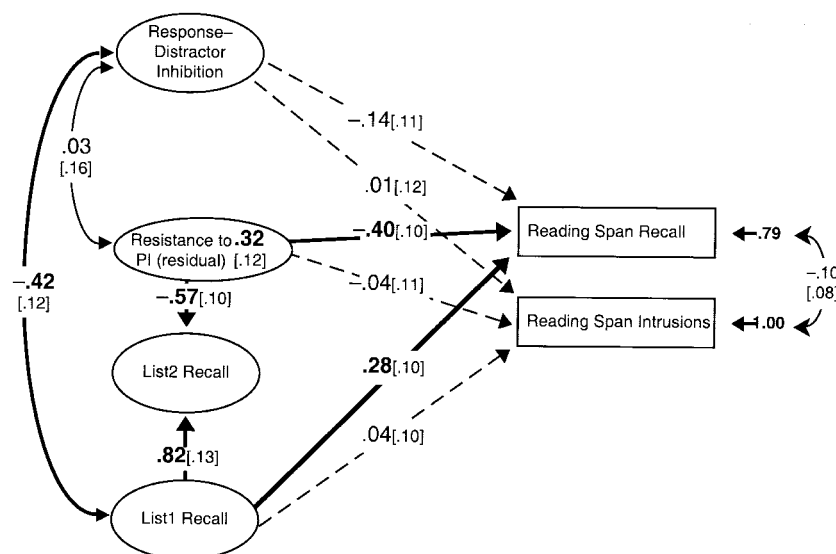 Response–
Distractor
Inhibition
–.14[.11]
.03
[.16]
.01[.12]
Resistance to .32
PI (residual) [.12]
–.40[.10]
Reading Span Recall
.79
–.10
[.08]
–.42
[.12]
–.57[.10]
–.04[.11]
Reading Span Intrusions
1.00
List2 Recall
.28[.10]
.82[.13]
.04[.10]
List1 Recall